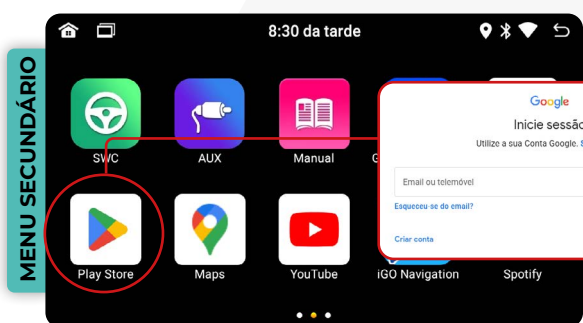 MENU SECUNDÁRIO
8:30 da tarde
SWC
AUX
Manual
G
Google
Inicie sessão
Utilize a sua Conta Google. S
Email ou telemóvel
Esqueceu-se do email?
Criar conta
Play Store
Maps
YouTube
iGO Navigation
Spotify